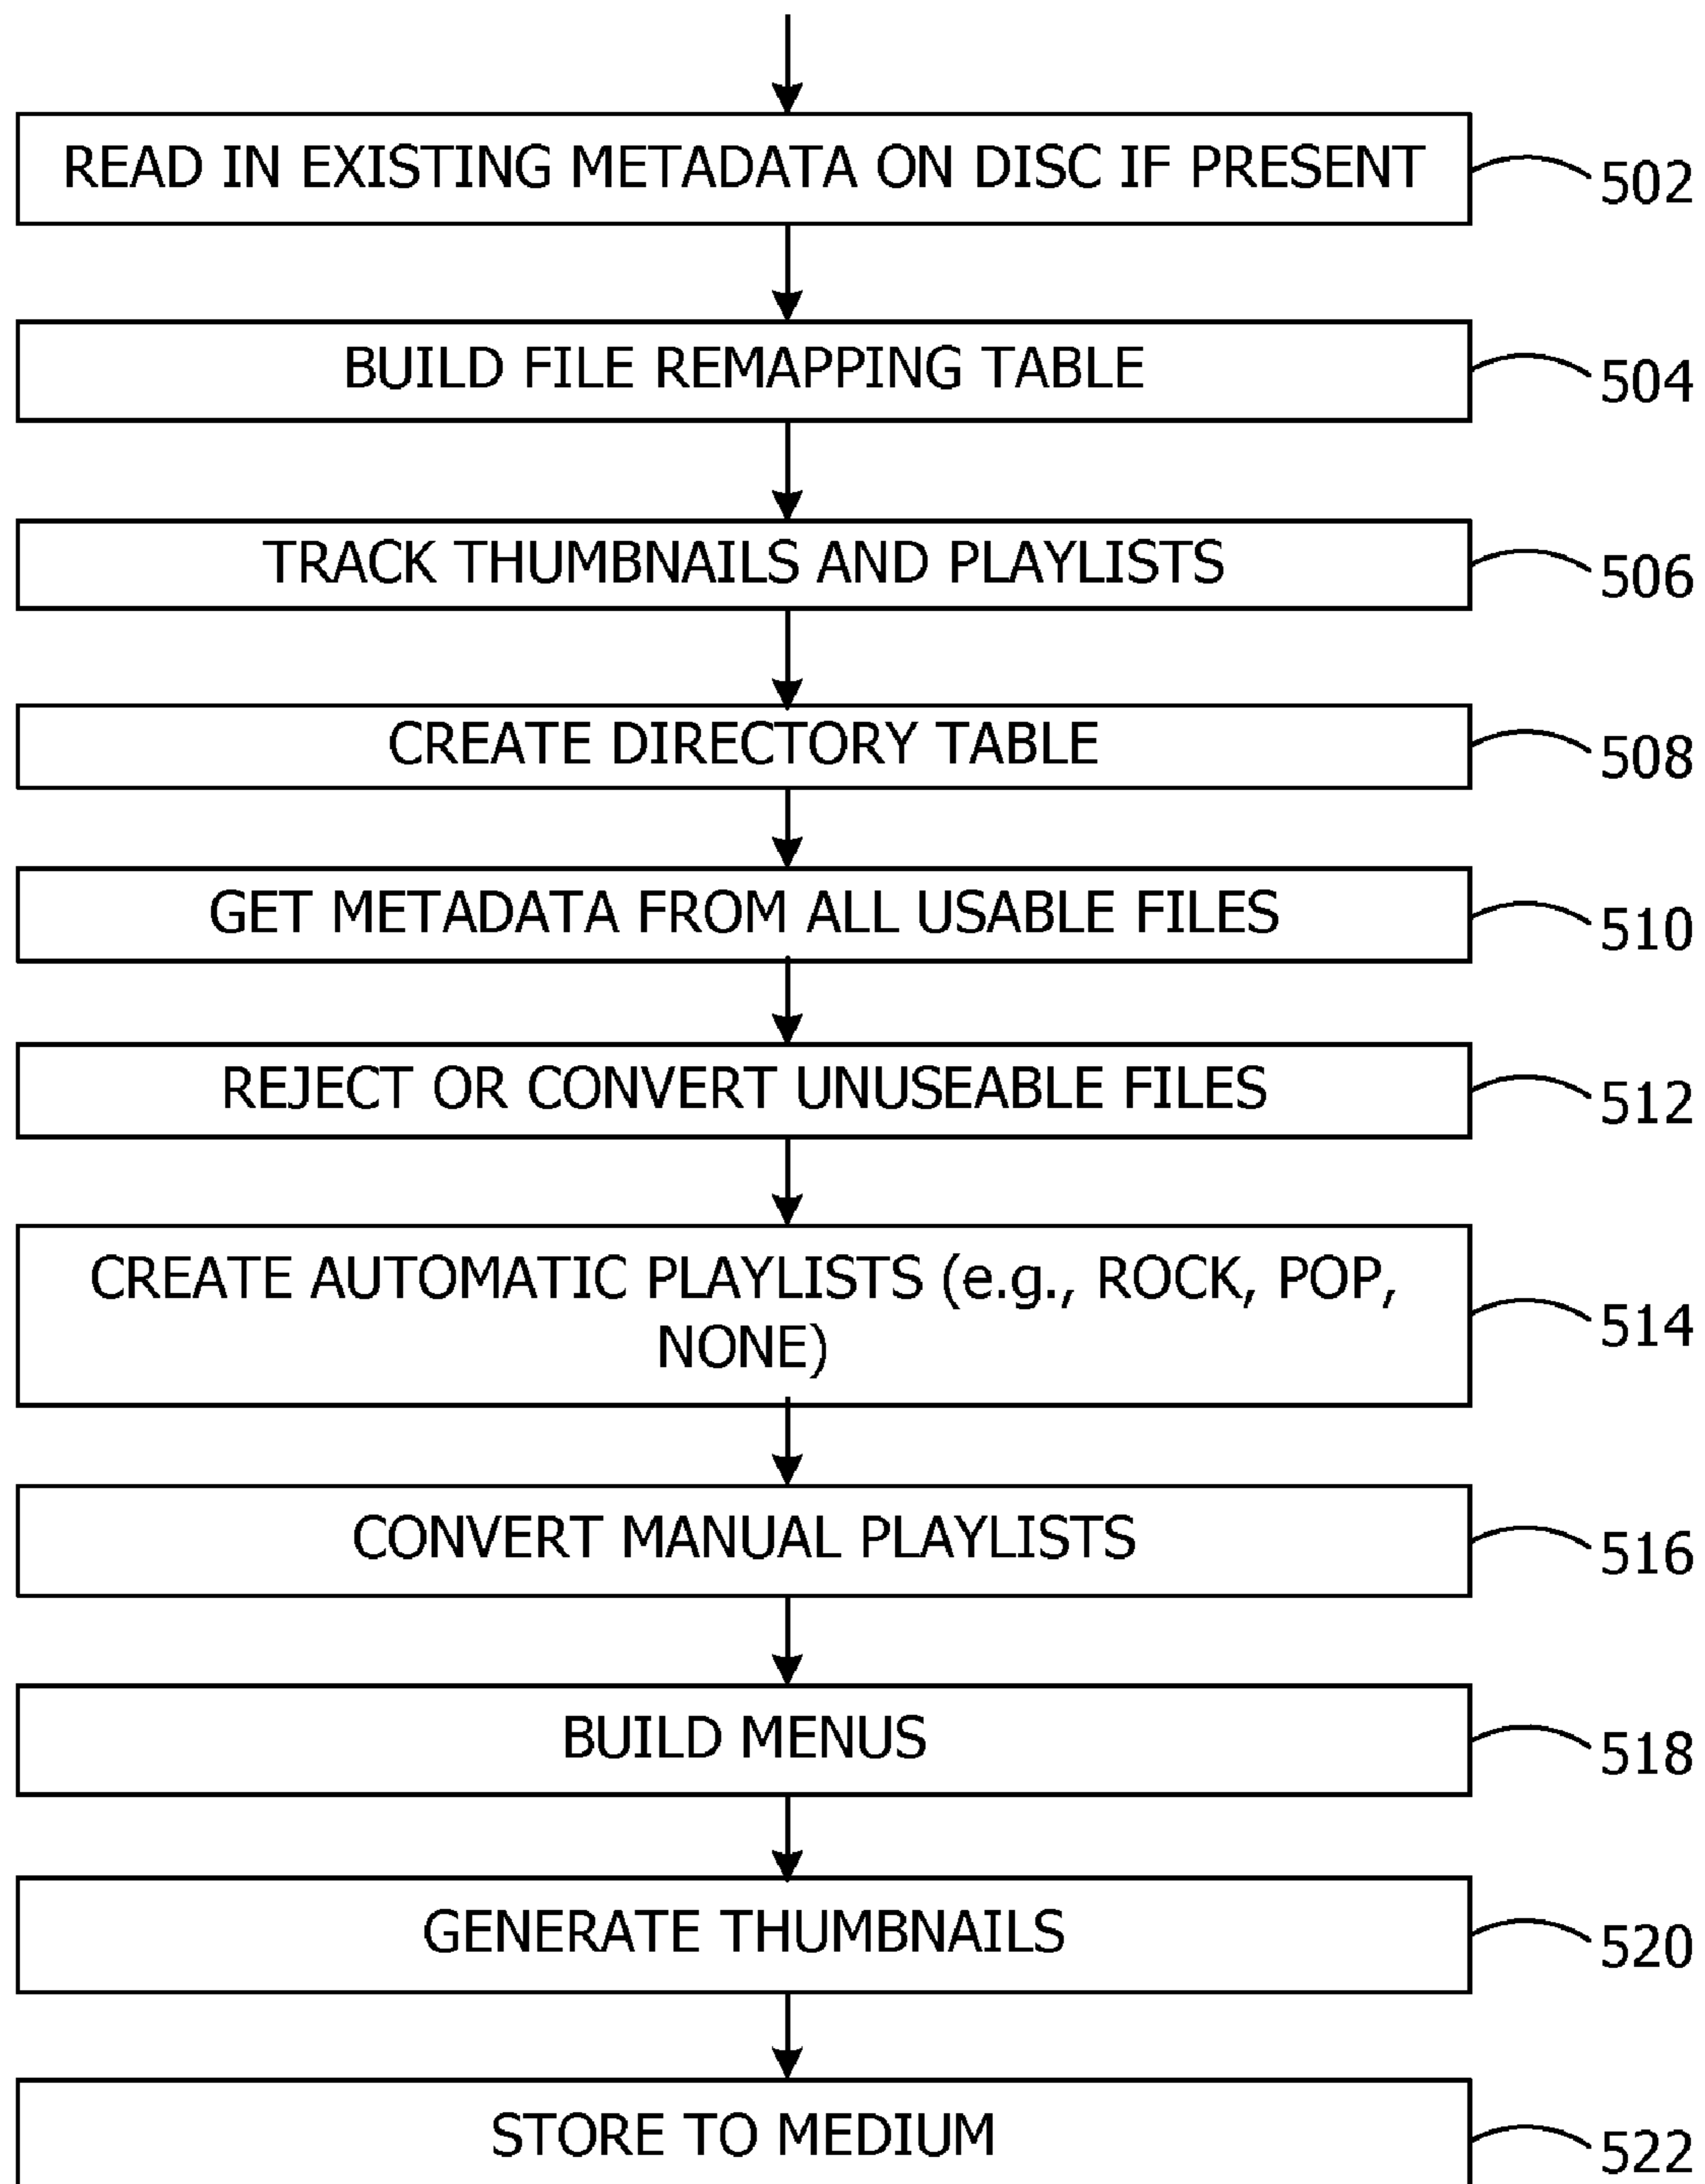 READ IN EXISTING METADATA ON DISC IF PRESENT
502
BUILD FILE REMAPPING TABLE
504
TRACK THUMBNAILS AND PLAYLISTS
506
CREATE DIRECTORY TABLE
508
GET METADATA FROM ALL USABLE FILES
510
REJECT OR CONVERT UNUSEABLE FILES
512
CREATE AUTOMATIC PLAYLISTS (e.g., ROCK, POP,
NONE)
514
CONVERT MANUAL PLAYLISTS
516
BUILD MENUS
518
GENERATE THUMBNAILS
520
STORE TO MEDIUM
522